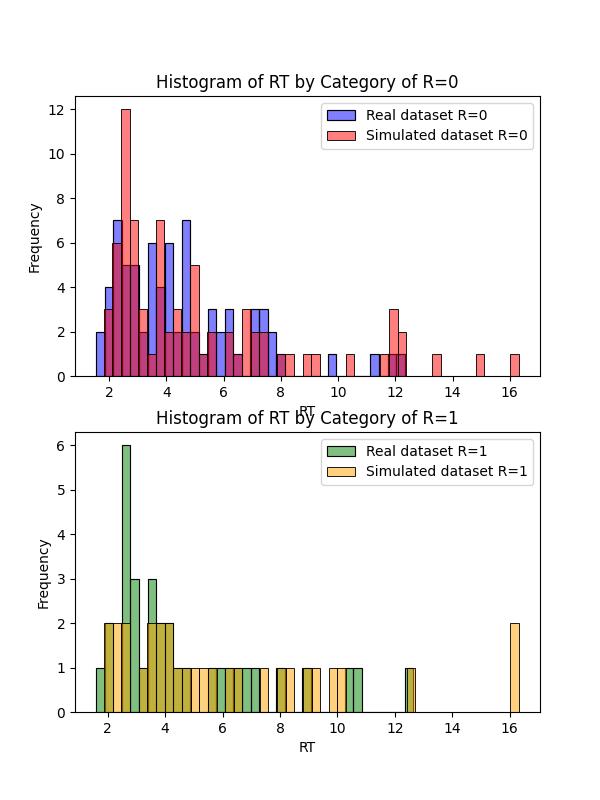 Histogram of RT by Category of R=0
Real dataset R=0
Simulated dataset R=0
12
10
8
6
4
2
0
Frequency
2 4 6 8 10 12 14 16
RT
Histogram of RT by Category of R=1
Real dataset R=1
Simulated dataset R=1
6
5
4
3
2
1
0
Frequency
2 4 6 8 10 12 14 16
RT